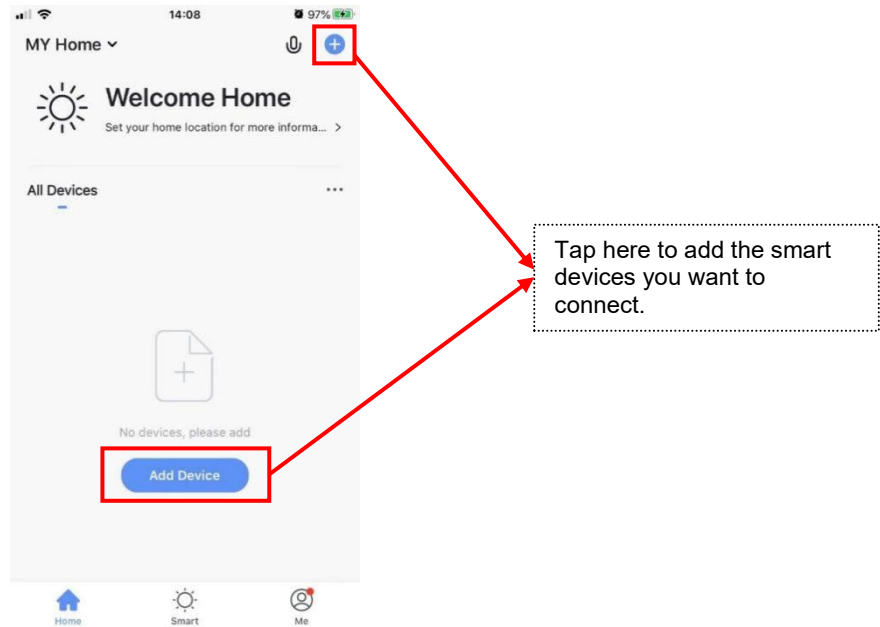 14:08
97%
MY Home
Welcome Home
Set your home location for more informa...
All Devices
...
Tap here to add the smart
devices you want to
connect.
No devices, please add
Add Device
Home
Smart
Me